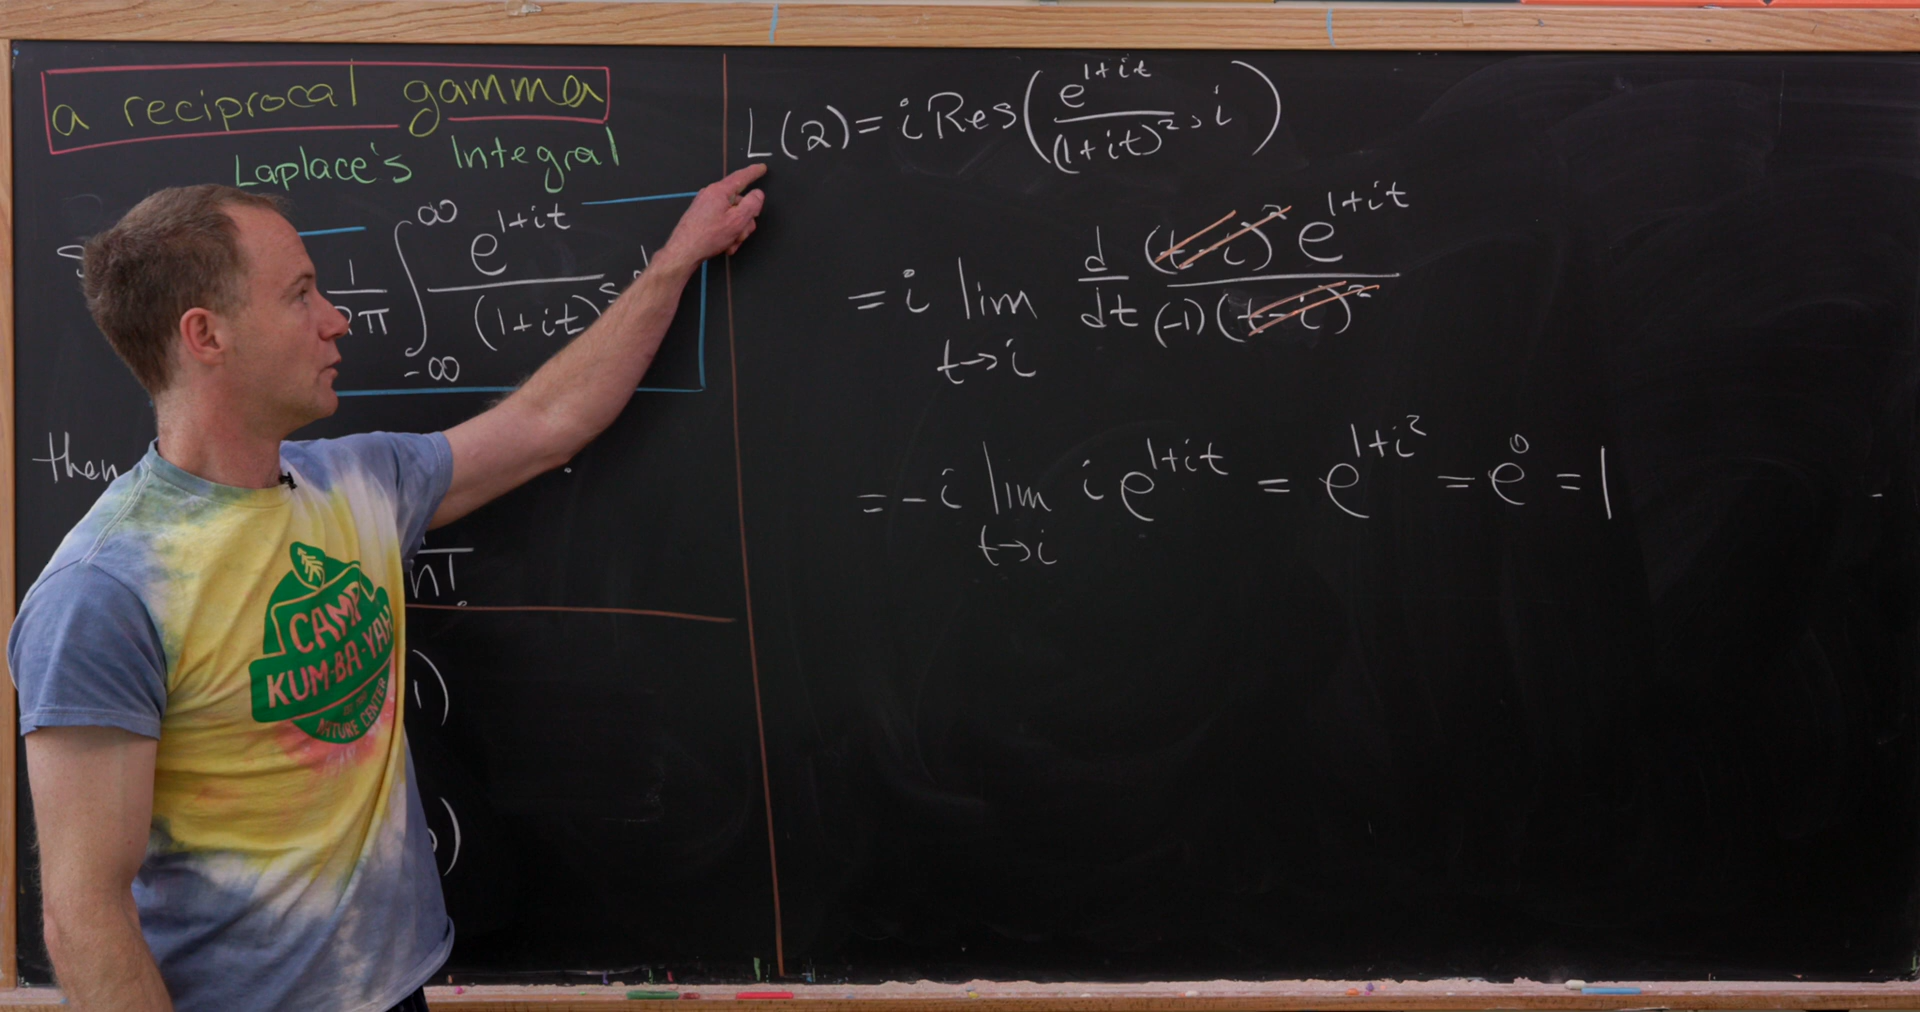 a reciprocal gamma
Laplace's Integral
1/2π ∫_{-∞}^{∞} e^{1+it}/(1+it)^s
then
n!
1)
)
L(2) = i Res( e^{1+it}/(1+it)^2 , i )
= i lim_{t→i} d/dt (t-i)^2 e^{1+it}/(-1)(t-i)^2
= -i lim_{t→i} i e^{1+it} = e^{1+i^2} = e^0 = 1
CAMP
KUM·BA·YAH
NATURE CENTER